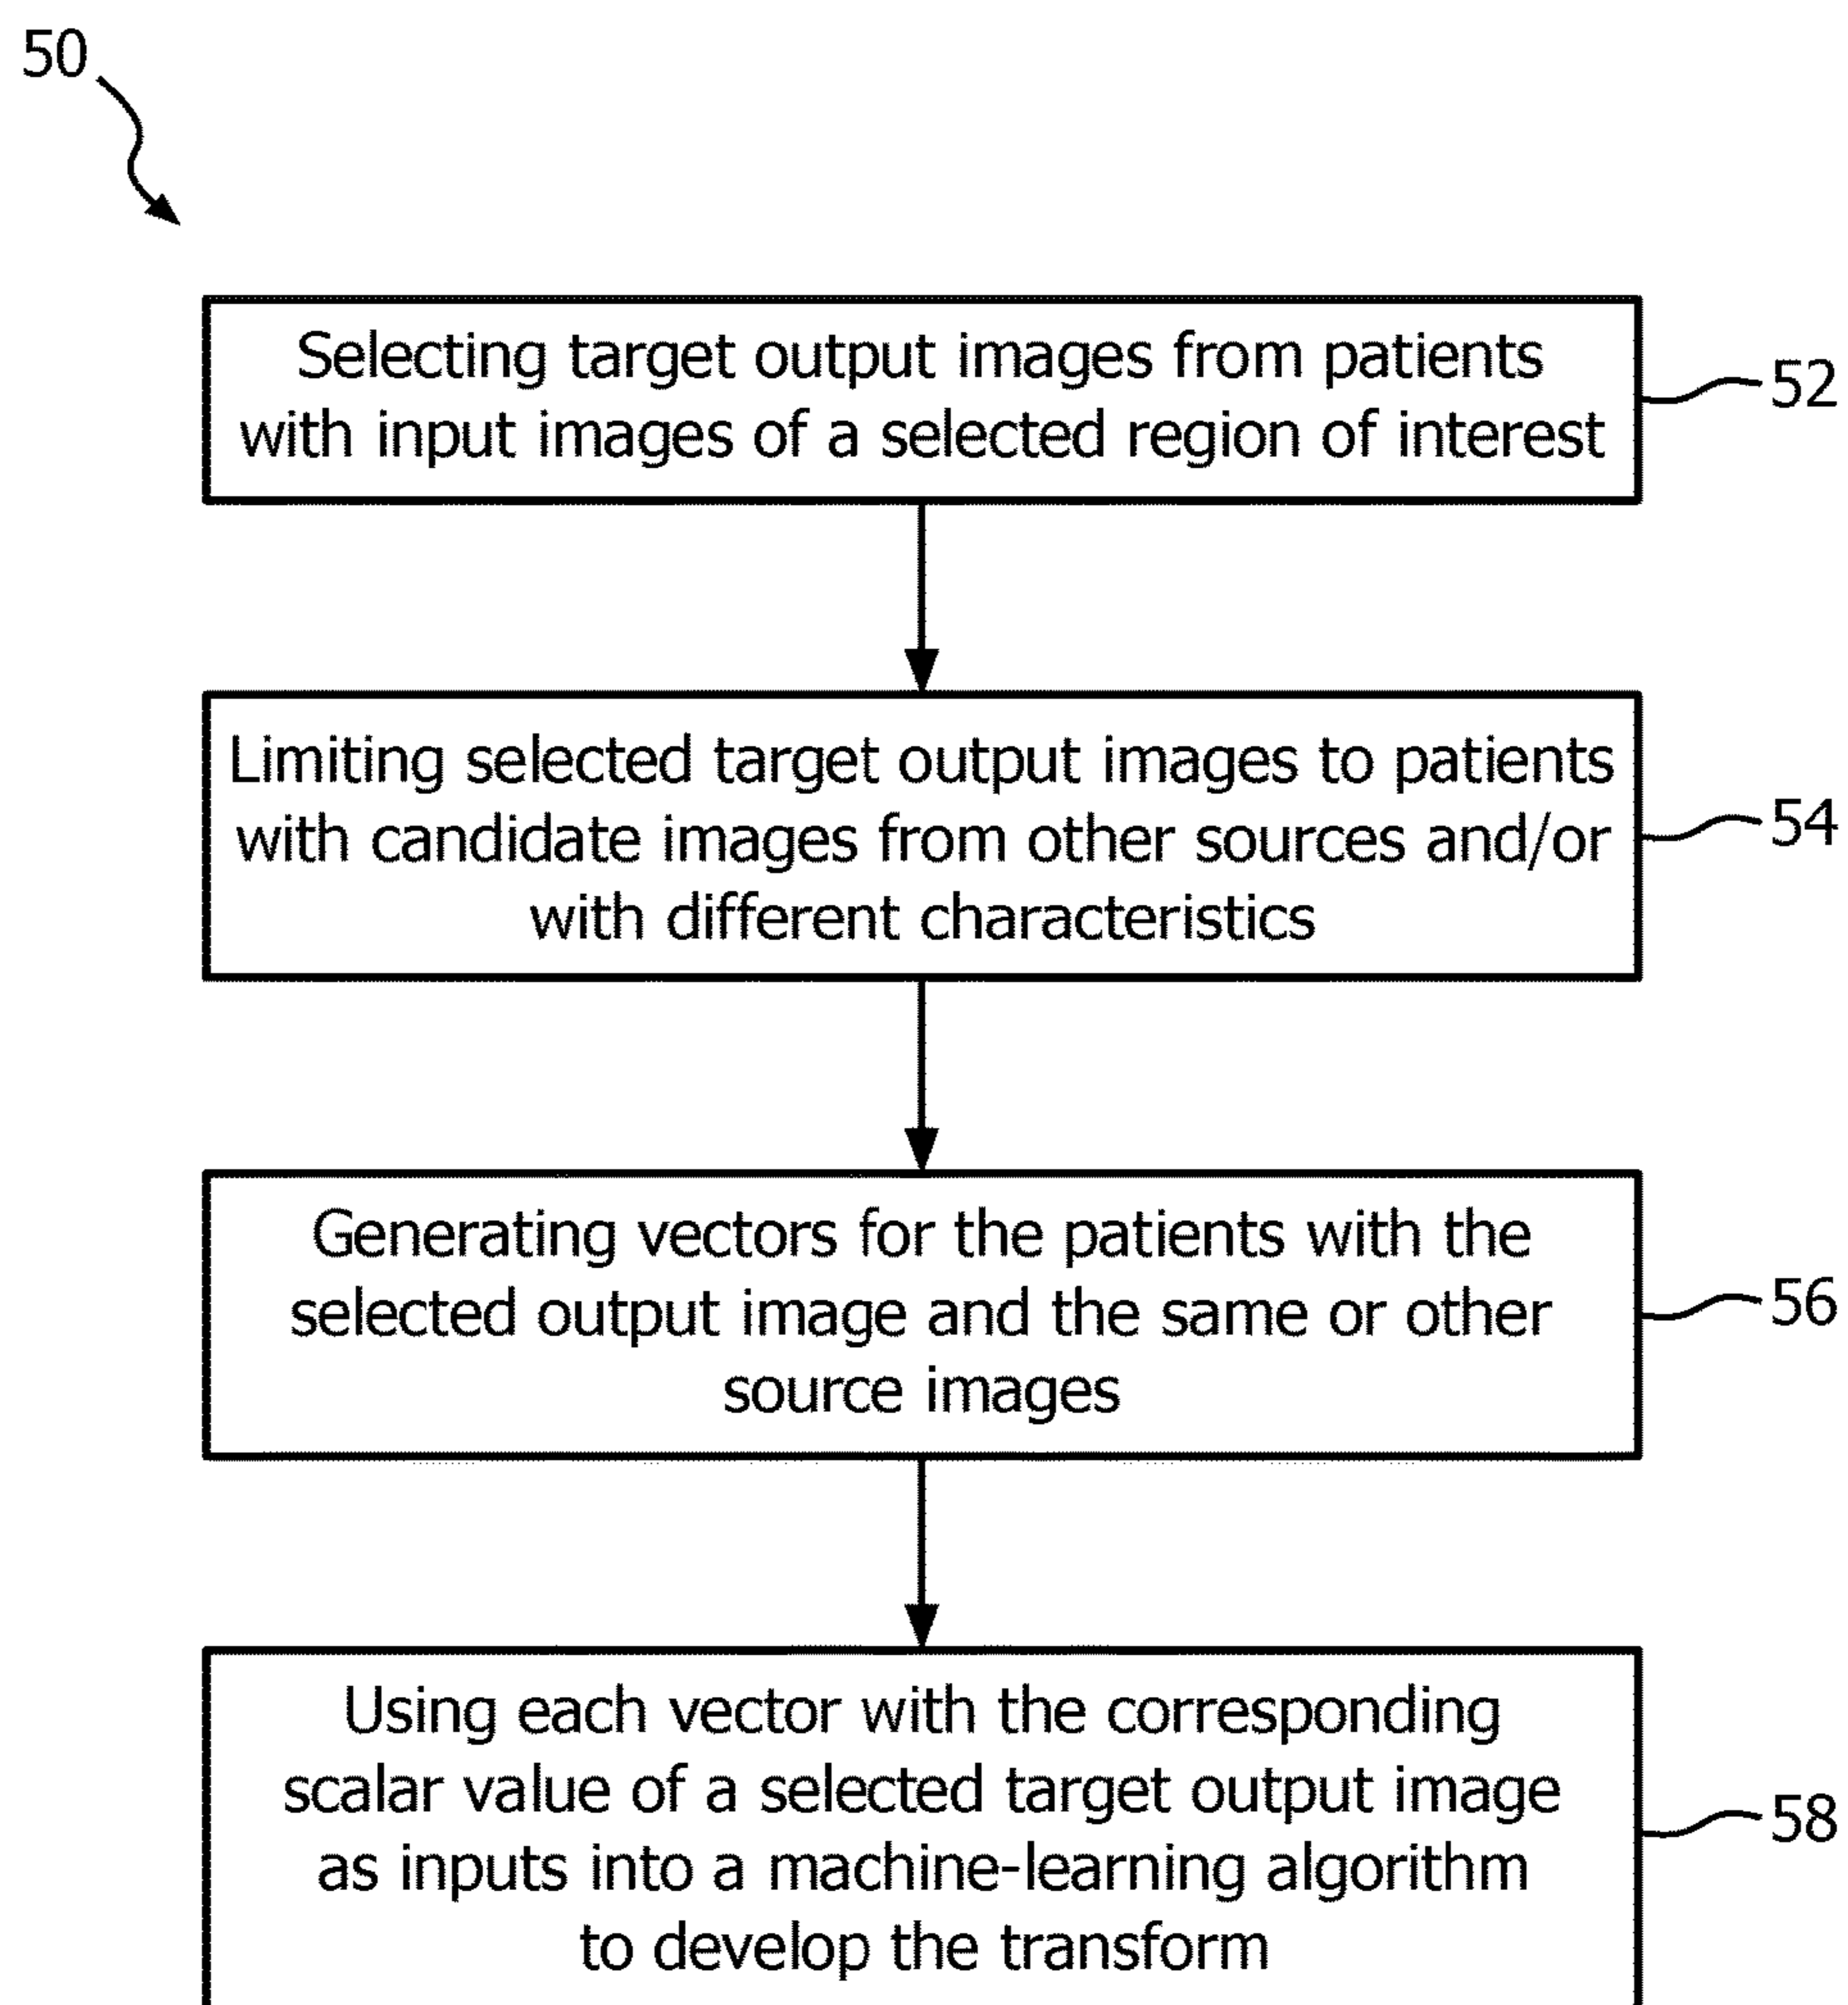 50
Selecting target output images from patients
with input images of a selected region of interest
52
Limiting selected target output images to patients
with candidate images from other sources and/or
with different characteristics
54
Generating vectors for the patients with the
selected output image and the same or other
source images
56
Using each vector with the corresponding
scalar value of a selected target output image
as inputs into a machine-learning algorithm
to develop the transform
58